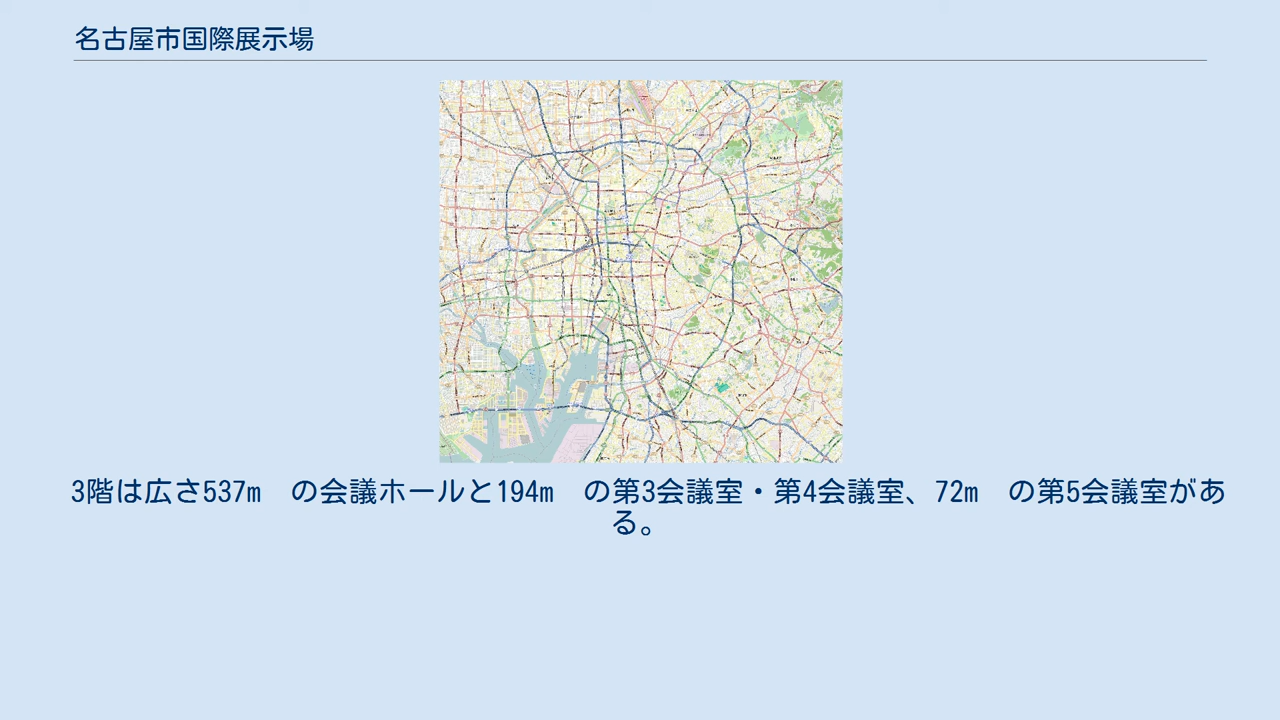 名古屋市国際展示場
3階は広さ537m　の会議ホールと194m　の第3会議室・第4会議室、72m　の第5会議室があ
る。